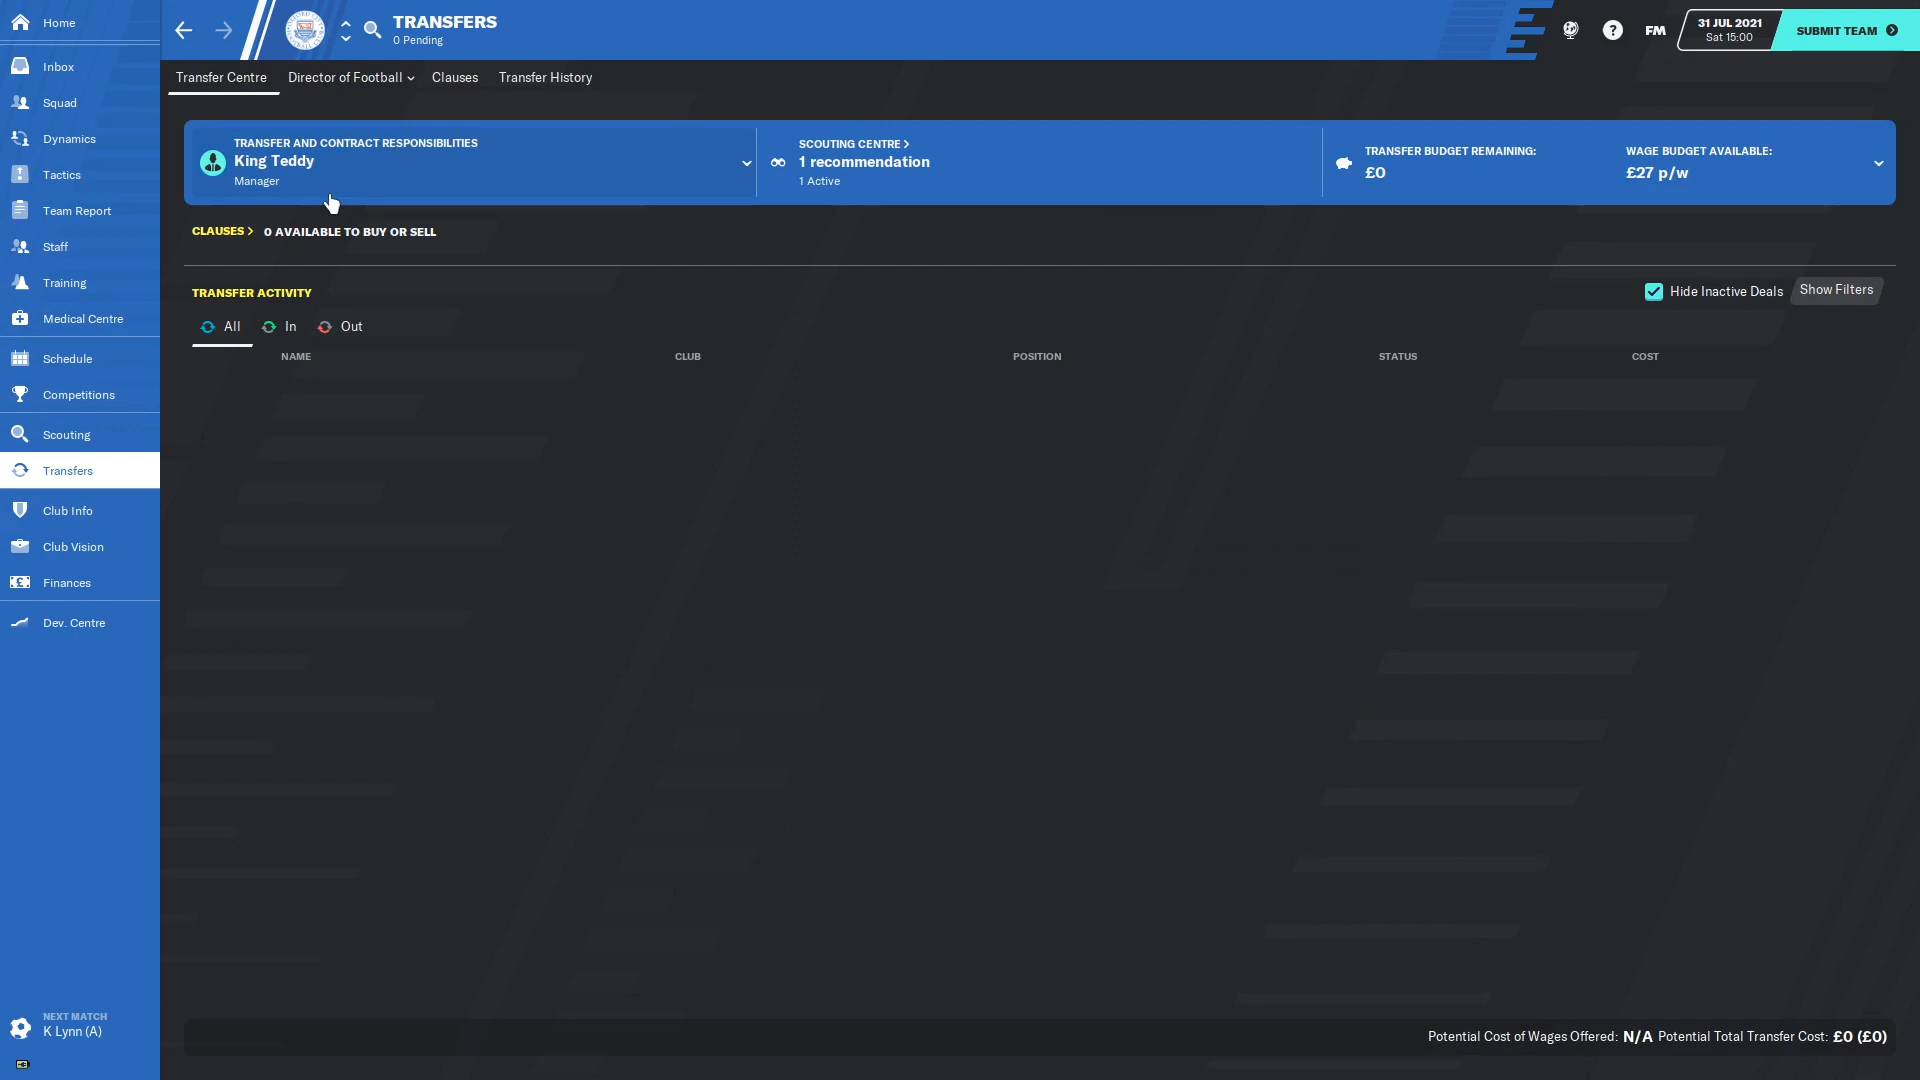 Home
Inbox
Squad
Dynamics
Tactics
Team Report
Staff
Training
Medical Centre
Schedule
Competitions
Scouting
Transfers
Club Info
Club Vision
Finances
Dev. Centre
NEXT MATCH
K Lynn (A)
TRANSFERS
0 Pending
FM
31 JUL 2021
Sat 15:00
SUBMIT TEAM
Transfer Centre Director of Football Clauses Transfer History
TRANSFER AND CONTRACT RESPONSIBILITIES
King Teddy
Manager
SCOUTING CENTRE >
1 recommendation
1 Active
TRANSFER BUDGET REMAINING:
£0
WAGE BUDGET AVAILABLE:
£27 p/w
CLAUSES > 0 AVAILABLE TO BUY OR SELL
TRANSFER ACTIVITY
Hide Inactive Deals Show Filters
All In Out
NAME CLUB POSITION STATUS COST
Potential Cost of Wages Offered: N/A Potential Total Transfer Cost: £0 (£0)